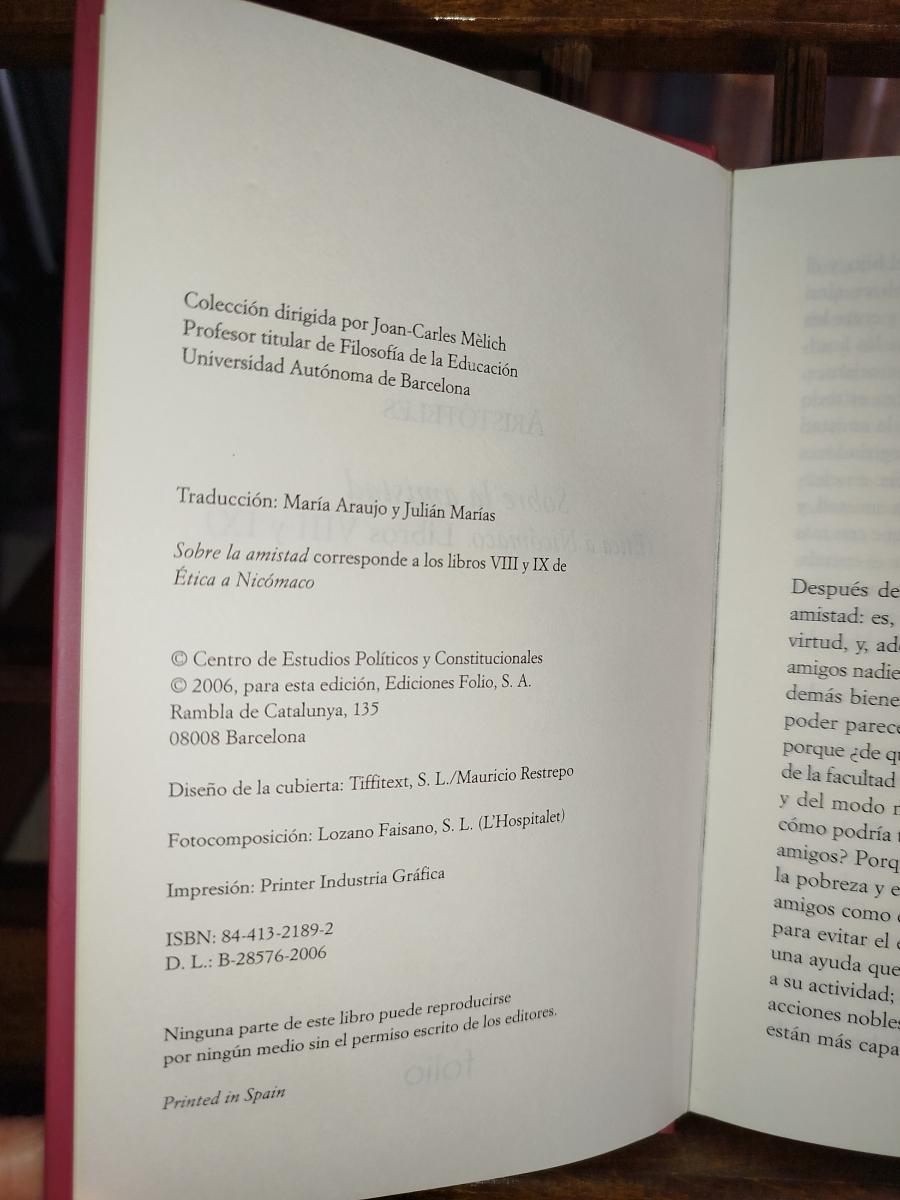 Colección dirigida por Joan-Carles Mèlich
Profesor titular de Filosofía de la Educación
Universidad Autónoma de Barcelona
ARISTÓTELES
Sobre la amistad
Traducción: María Araujo y Julián Marías
Sobre la amistad corresponde a los libros VIII y IX de
Ética a Nicómaco
© Centro de Estudios Políticos y Constitucionales
© 2006, para esta edición, Ediciones Folio, S. A.
Rambla de Catalunya, 135
08008 Barcelona
Diseño de la cubierta: Tiffitext, S. L./Mauricio Restrepo
Fotocomposición: Lozano Faisano, S. L. (L'Hospitalet)
Impresión: Printer Industria Gráfica
ISBN: 84-413-2189-2
D. L.: B-28576-2006
Ninguna parte de este libro puede reproducirse
por ningún medio sin el permiso escrito de los editores.
folio
Printed in Spain
Después de
amistad: es,
virtud, y, ad
amigos nadie
demás biene
poder parec
porque ¿de q
de la facultad
y del modo
cómo podría
amigos? Porq
la pobreza y e
amigos como
para evitar el
una ayuda que
a su actividad;
acciones nobles
están más capa